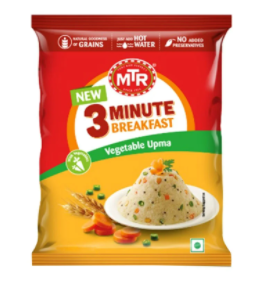 NATURAL GOODNESS
OF GRAINS
JUST ADD HOT
WATER
NO ADDED
PRESERVATIVES
MTR
NEW
3 MINUTE
BREAKFAST
Vegetable Upma